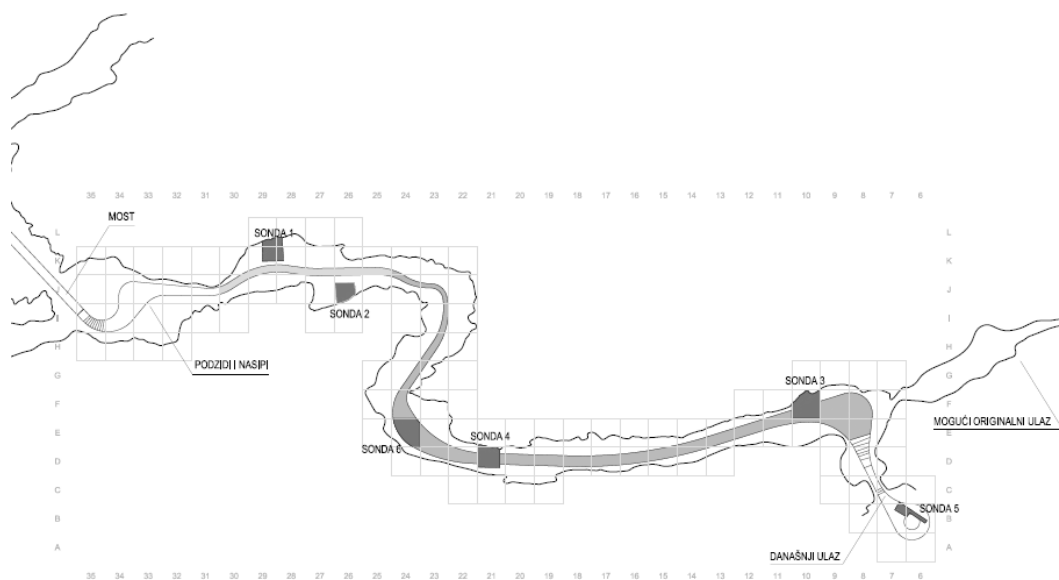 35 34 33 32 31 30 29 28 27 26 25 24 23 22 21 20 19 18 17 16 15 14 13 12 11 10 9 8 7 6
MOST
L SONDA 1 L
K K
J J
I SONDA 2 I
H H
PODZIDI I NASIPI
G G
SONDA 3
F F
MOGUĆI ORIGINALNI ULAZ
E SONDA 6 SONDA 4 E
D D
C C
SONDA 5
B B
A DANAŠNJI ULAZ A
35 34 33 32 31 30 29 28 27 26 25 24 23 22 21 20 19 18 17 16 15 14 13 12 11 10 9 8 7 6